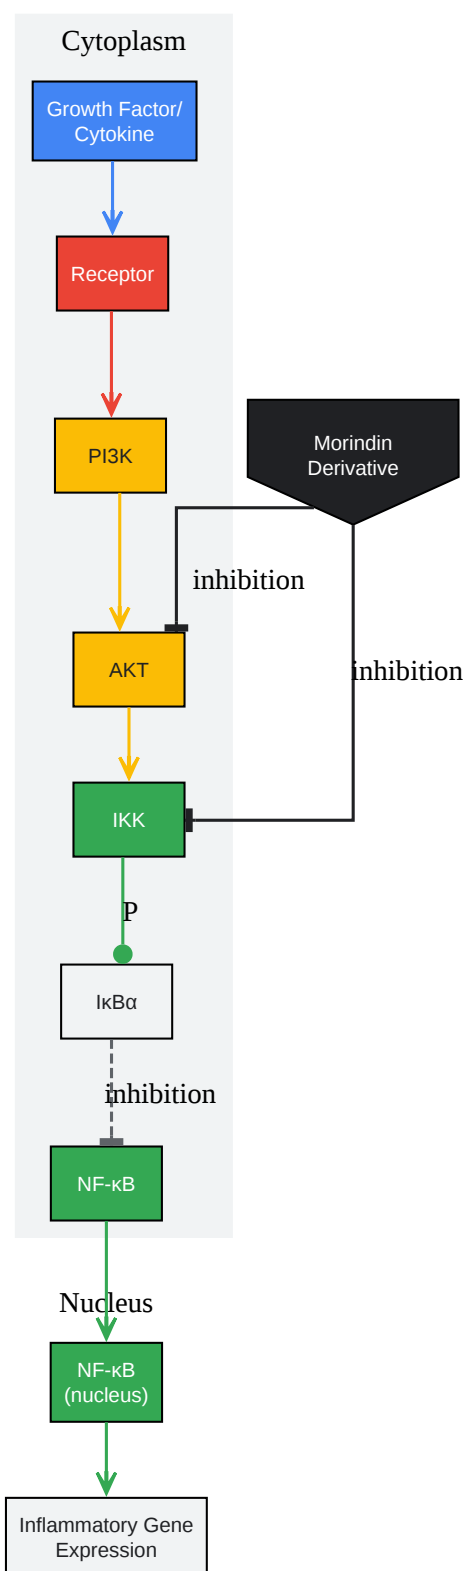 Cytoplasm
Growth Factor/
Cytokine
Receptor
PI3K
Morindin
Derivative
inhibition
AKT
inhibition
IKK
P
IκBα
inhibition
NF-κB
Nucleus
NF-κB
(nucleus)
Inflammatory Gene
Expression